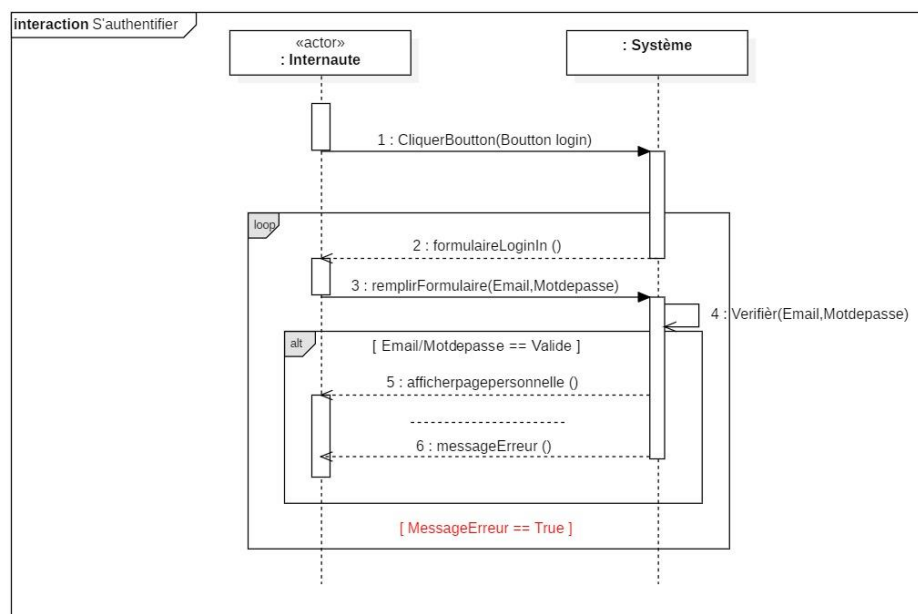 interaction S'authentifier
«actor»
: Internaute
: Système
1 : CliquerBoutton(Boutton login)
loop
2 : formulaireLoginIn ()
3 : remplirFormulaire(Email,Motdepasse)
4 : Verifièr(Email,Motdepasse)
alt
[ Email/Motdepasse == Valide ]
5 : afficherpagepersonnelle ()
6 : messageErreur ()
[ MessageErreur == True ]